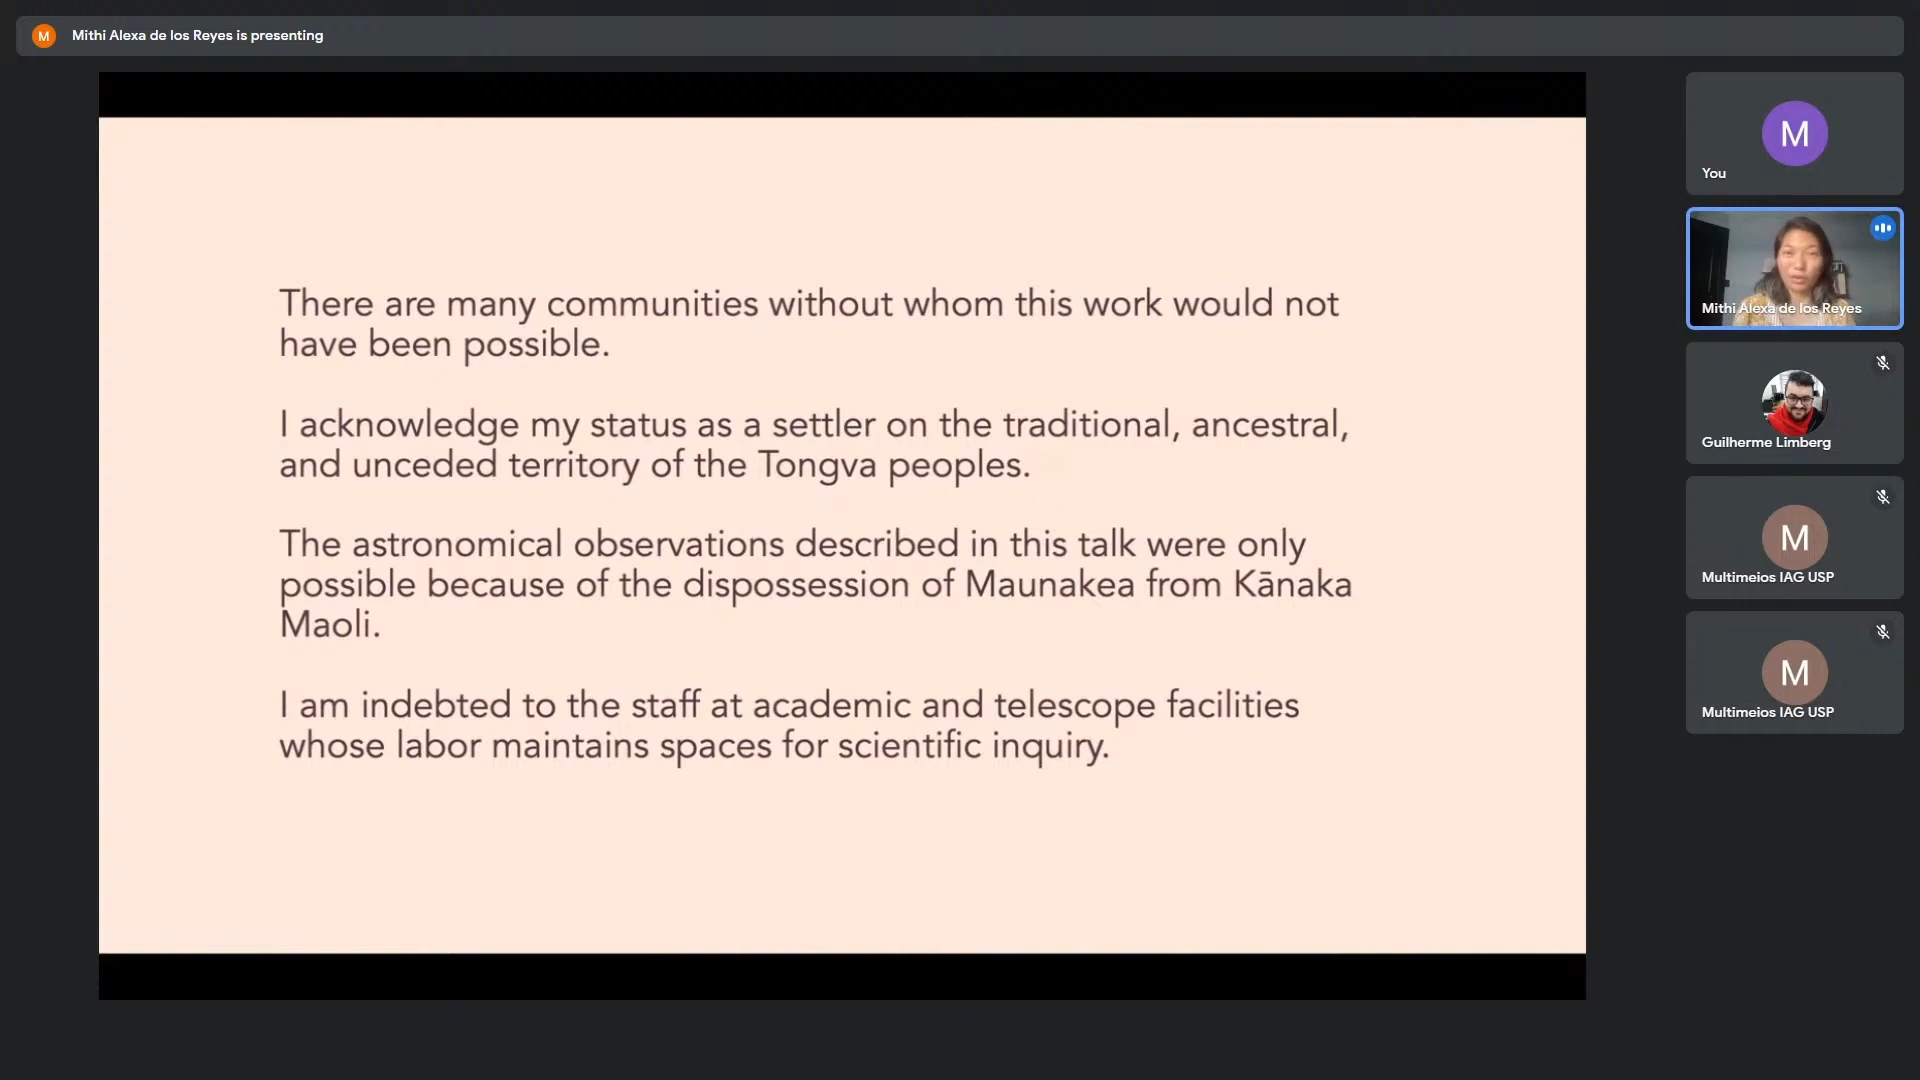 M
Mithi Alexa de los Reyes is presenting
There are many communities without whom this work would not
have been possible.
I acknowledge my status as a settler on the traditional, ancestral,
and unceded territory of the Tongva peoples.
The astronomical observations described in this talk were only
possible because of the dispossession of Maunakea from Kānaka
Maoli.
I am indebted to the staff at academic and telescope facilities
whose labor maintains spaces for scientific inquiry.
M
You
Mithi Alexa de los Reyes
Guilherme Limberg
M
Multimeios IAG USP
M
Multimeios IAG USP